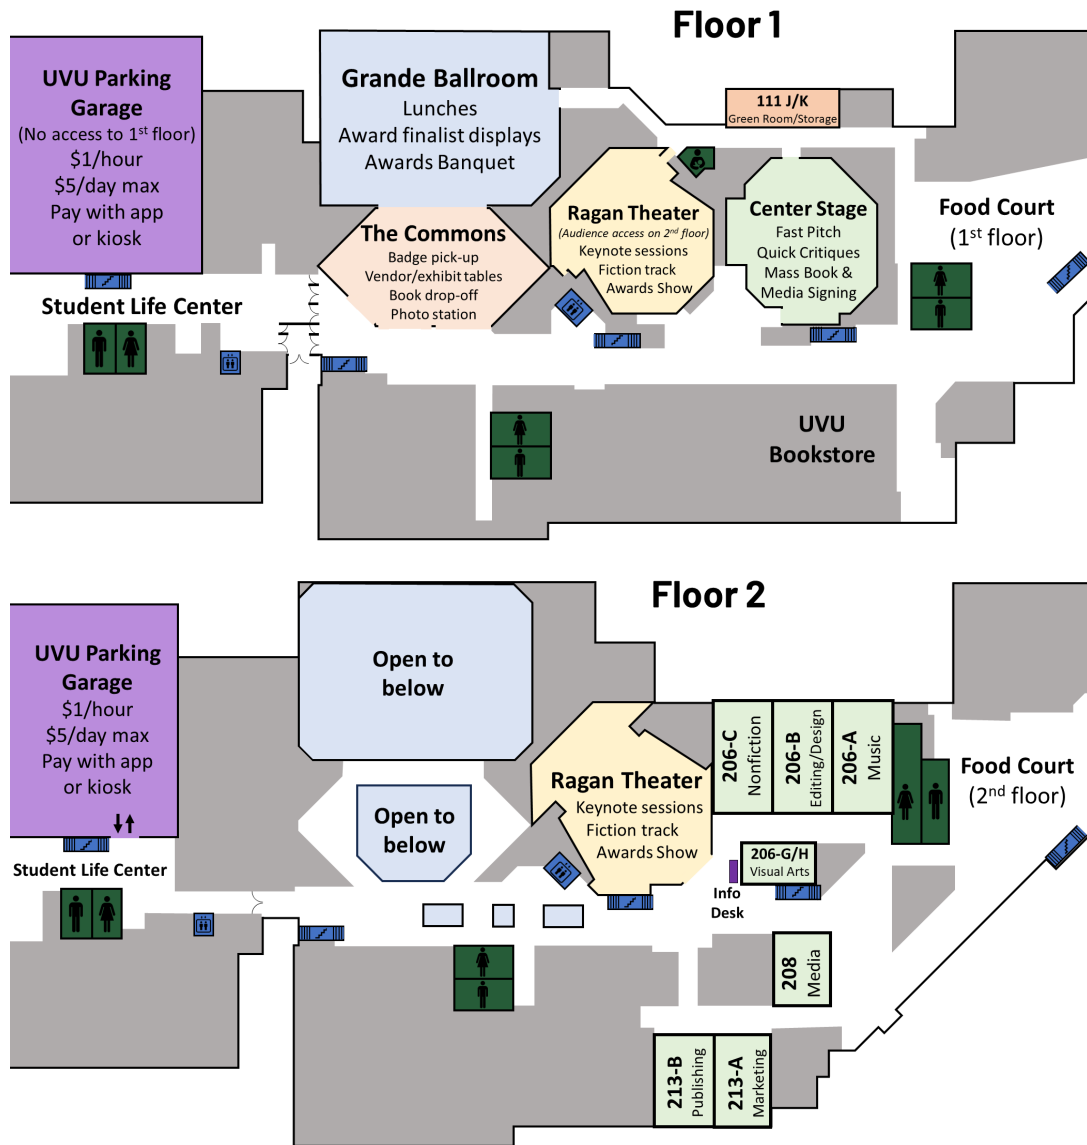 Floor 1
UVU Parking
Garage
(No access to 1st floor)
$1/hour
$5/day max
Pay with app
or kiosk
Grande Ballroom
Lunches
Award finalist displays
Awards Banquet
111 J/K
Green Room/Storage
The Commons
Badge pick-up
Vendor/exhibit tables
Book drop-off
Photo station
Ragan Theater
(Audience access on 2nd floor)
Keynote sessions
Fiction track
Awards Show
Center Stage
Fast Pitch
Quick Critiques
Mass Book &
Media Signing
Food Court
(1st floor)
Student Life Center
UVU
Bookstore
Floor 2
UVU Parking
Garage
$1/hour
$5/day max
Pay with app
or kiosk
Open to
below
Open to
below
Ragan Theater
Keynote sessions
Fiction track
Awards Show
206-C
Nonfiction
206-B
Editing/Design
206-A
Music
Food Court
(2nd floor)
Student Life Center
206-G/H
Visual Arts
Info
Desk
208
Media
213-B
Publishing
213-A
Marketing